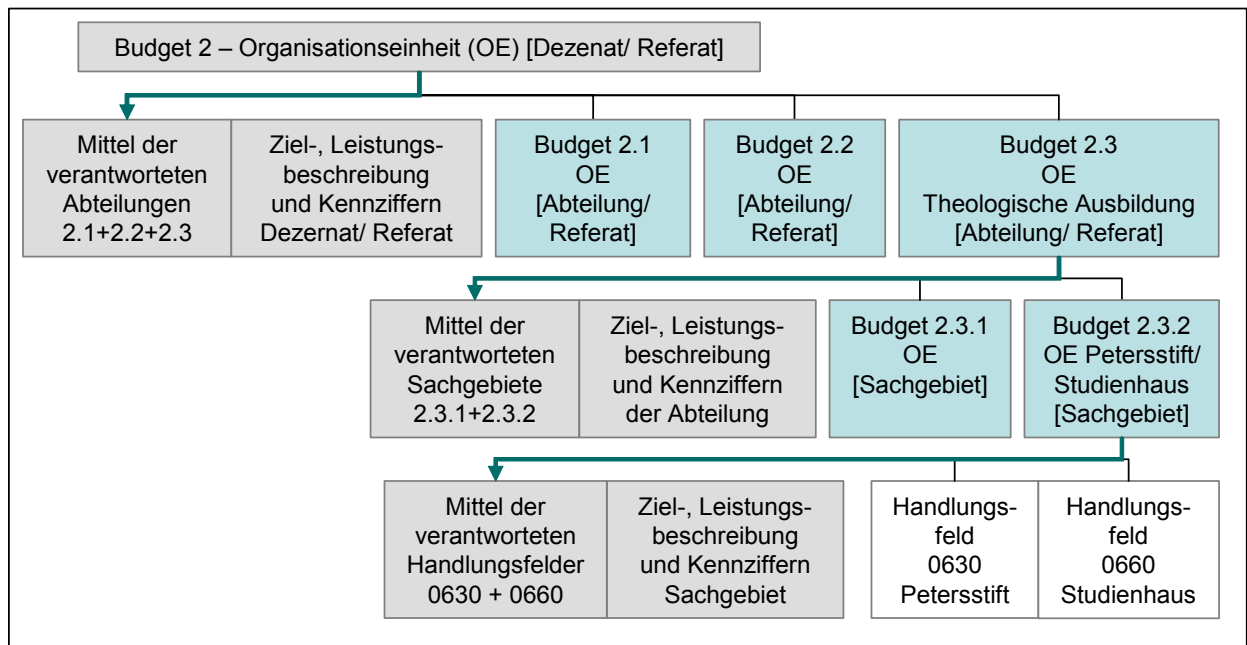 Budget 2 – Organisationseinheit (OE) [Dezenat/ Referat]
Mittel der
verantworteten
Abteilungen
2.1+2.2+2.3
Ziel-, Leistungs-
beschreibung
und Kennziffern
Dezernat/ Referat
Budget 2.1
OE
[Abteilung/
Referat]
Budget 2.2
OE
[Abteilung/
Referat]
Budget 2.3
OE
Theologische Ausbildung
[Abteilung/ Referat]
Mittel der
verantworteten
Sachgebiete
2.3.1+2.3.2
Ziel-, Leistungs-
beschreibung
und Kennziffern
der Abteilung
Budget 2.3.1
OE
[Sachgebiet]
Budget 2.3.2
OE Petersstift/
Studienhaus
[Sachgebiet]
Mittel der
verantworteten
Handlungsfelder
0630 + 0660
Ziel-, Leistungs-
beschreibung
und Kennziffern
Sachgebiet
Handlungs-
feld
0630
Petersstift
Handlungs-
feld
0660
Studienhaus